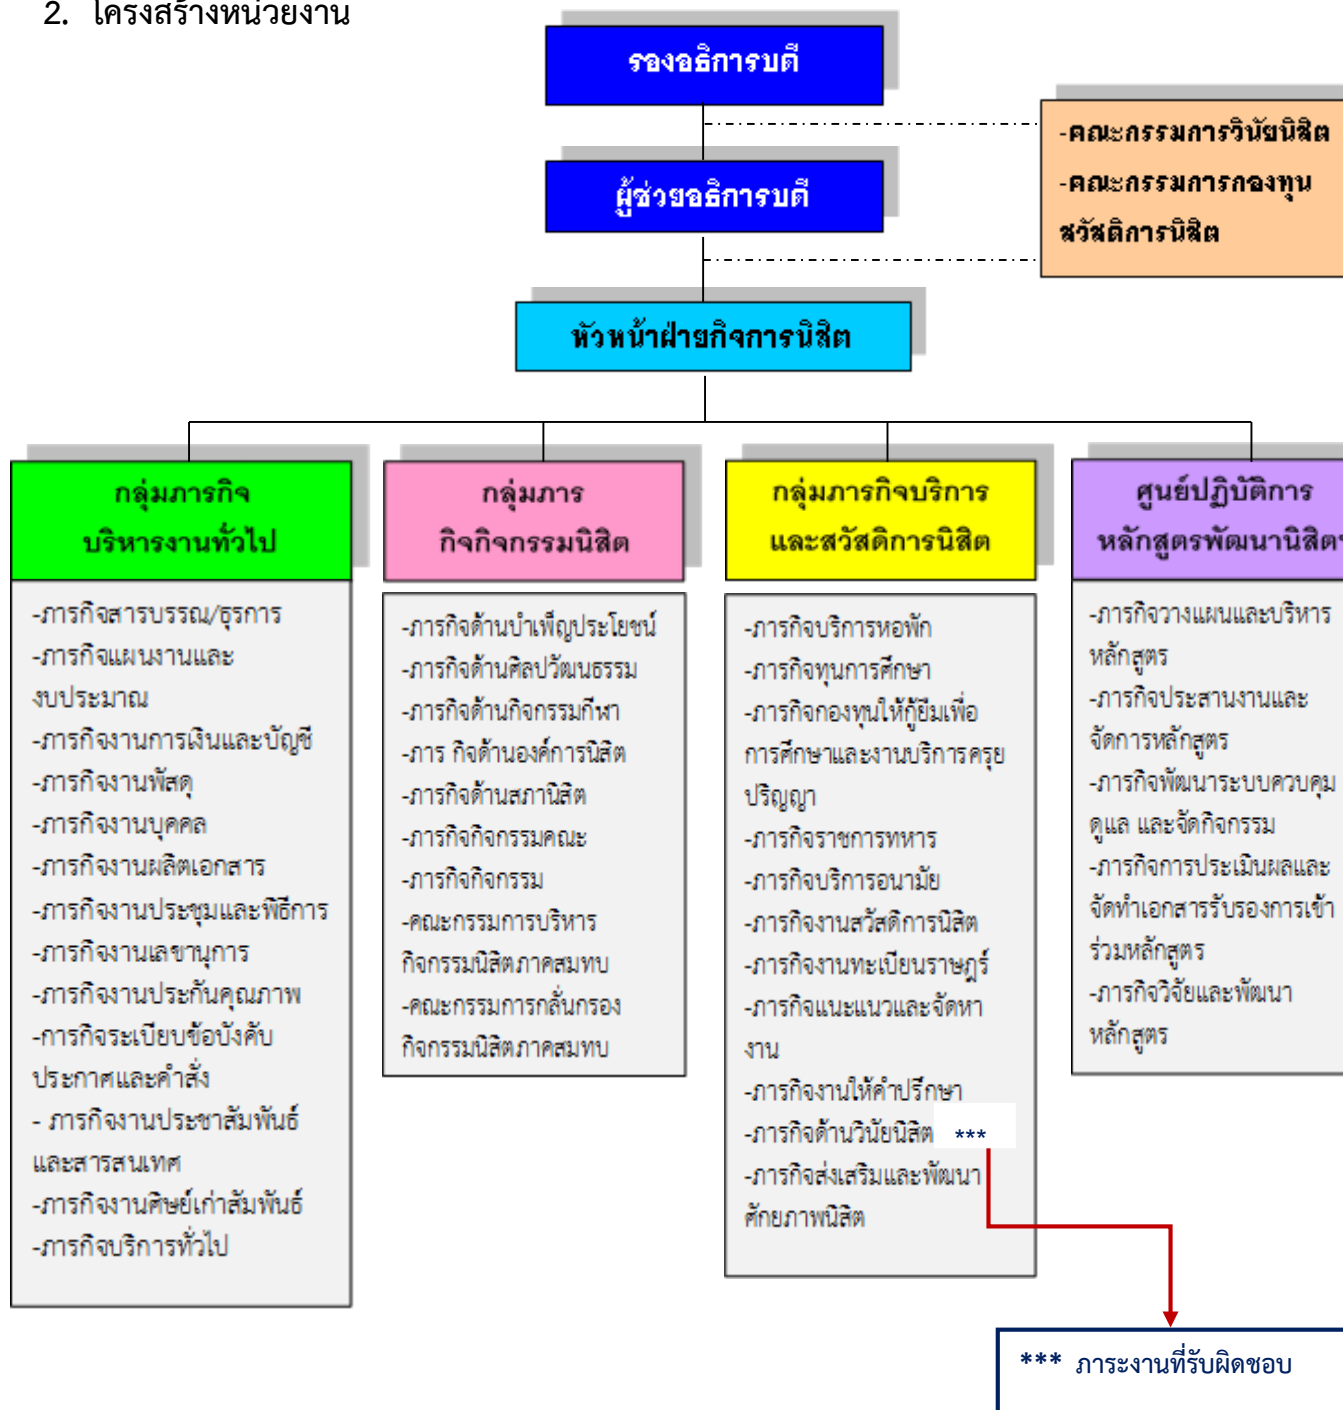 2. โครงสร้างหน่วยงาน
รองอธิการบดี
-คณะกรรมการวินัยนิสิต
-คณะกรรมการกองทุน
สวัสดิการนิสิต
ผู้ช่วยอธิการบดี
หัวหน้าฝ่ายกิจการนิสิต
กลุ่มภารกิจ
บริหารงานทั่วไป
-ภารกิจสารบรรณ/ธุรการ
-ภารกิจแผนงานและ
งบประมาณ
-ภารกิจงานการเงินและบัญชี
-ภารกิจงานพัสดุ
-ภารกิจงานบุคคล
-ภารกิจงานผลิตเอกสาร
-ภารกิจงานประชุมและพิธีการ
-ภารกิจงานเลขานุการ
-ภารกิจงานประกันคุณภาพ
-การกิจระเบียบข้อบังคับ
ประกาศและคำสั่ง
- ภารกิจงานประชาสัมพันธ์
และสารสนเทศ
-ภารกิจงานศิษย์เก่าสัมพันธ์
-ภารกิจบริการทั่วไป
กลุ่มภาร
กิจกิจกรรมนิสิต
-ภารกิจด้านบำเพ็ญประโยชน์
-ภารกิจด้านศิลปวัฒนธรรม
-ภารกิจด้านกิจกรรมกีฬา
-ภาร กิจด้านองค์การนิสิต
-ภารกิจด้านสภานิสิต
-ภารกิจกิจกรรมคณะ
-ภารกิจกิจกรรม
-คณะกรรมการบริหาร
กิจกรรมนิสิตภาคสมทบ
-คณะกรรมการกลั่นกรอง
กิจกรรมนิสิตภาคสมทบ
กลุ่มภารกิจบริการ
และสวัสดิการนิสิต
-ภารกิจบริการหอพัก
-ภารกิจทุนการศึกษา
-ภารกิจกองทุนให้กู้ยืมเพื่อ
การศึกษาและงานบริการครุย
ปริญญา
-ภารกิจราชการทหาร
-ภารกิจบริการอนามัย
-ภารกิจงานสวัสดิการนิสิต
-ภารกิจงานทะเบียนราษฎร์
-ภารกิจแนะแนวและจัดหา
งาน
-ภารกิจงานให้คำปรึกษา
-ภารกิจด้านวินัยนิสิต ***
-ภารกิจส่งเสริมและพัฒนา
ศักยภาพนิสิต
ศูนย์ปฏิบัติการ
หลักสูตรพัฒนานิสิตฯ
-ภารกิจวางแผนและบริหาร
หลักสูตร
-ภารกิจประสานงานและ
จัดการหลักสูตร
-ภารกิจพัฒนาระบบควบคุม
ดูแล และจัดกิจกรรม
-ภารกิจการประเมินผลและ
จัดทำเอกสารรับรองการเข้า
ร่วมหลักสูตร
-ภารกิจวิจัยและพัฒนา
หลักสูตร
*** ภาระงานที่รับผิดชอบ